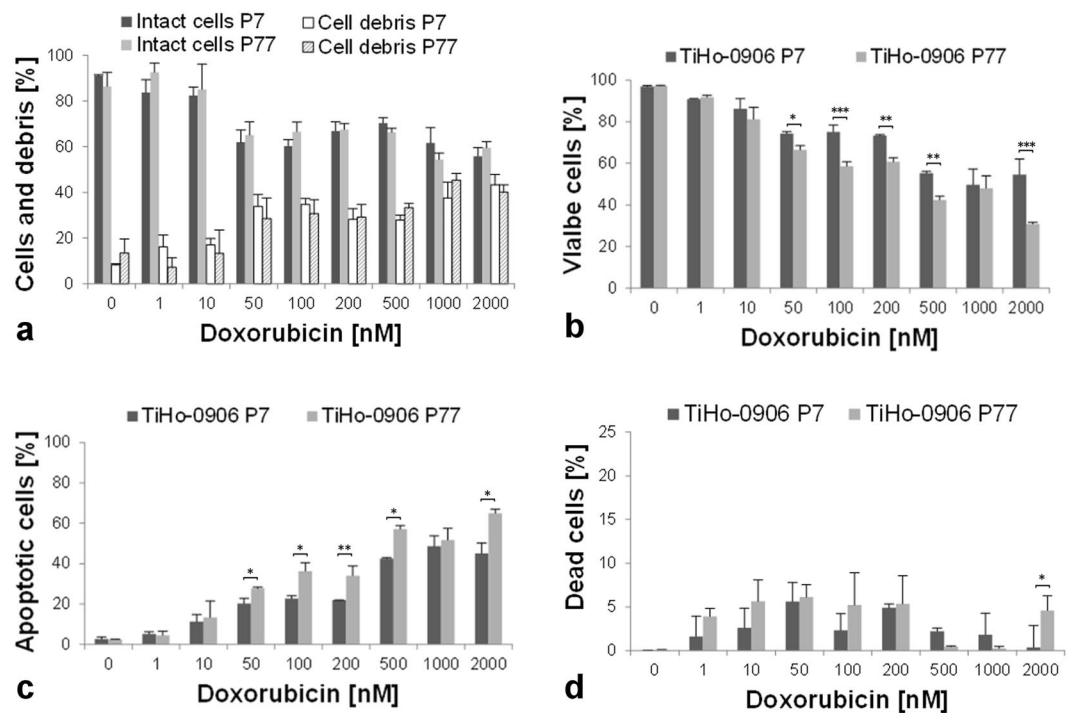 Intact cells P7 Cell debris P7
Intact cells P77 Cell debris P77
Cells and debris [%]
100
80
60
40
20
0
0 1 10 50 100 200 500 1000 2000
Doxorubicin [nM]
a
TiHo-0906 P7 TiHo-0906 P77
Vlalbe cells [%]
100
80
60
40
20
0
* *** ** ** ***
0 1 10 50 100 200 500 1000 2000
Doxorubicin [nM]
b
TiHo-0906 P7 TiHo-0906 P77
Apoptotic cells [%]
100
80
60
40
20
0
* * ** * *
0 1 10 50 100 200 500 1000 2000
Doxorubicin [nM]
c
TiHo-0906 P7 TiHo-0906 P77
Dead cells [%]
25
20
15
10
5
0
*
0 1 10 50 100 200 500 1000 2000
Doxorubicin [nM]
d